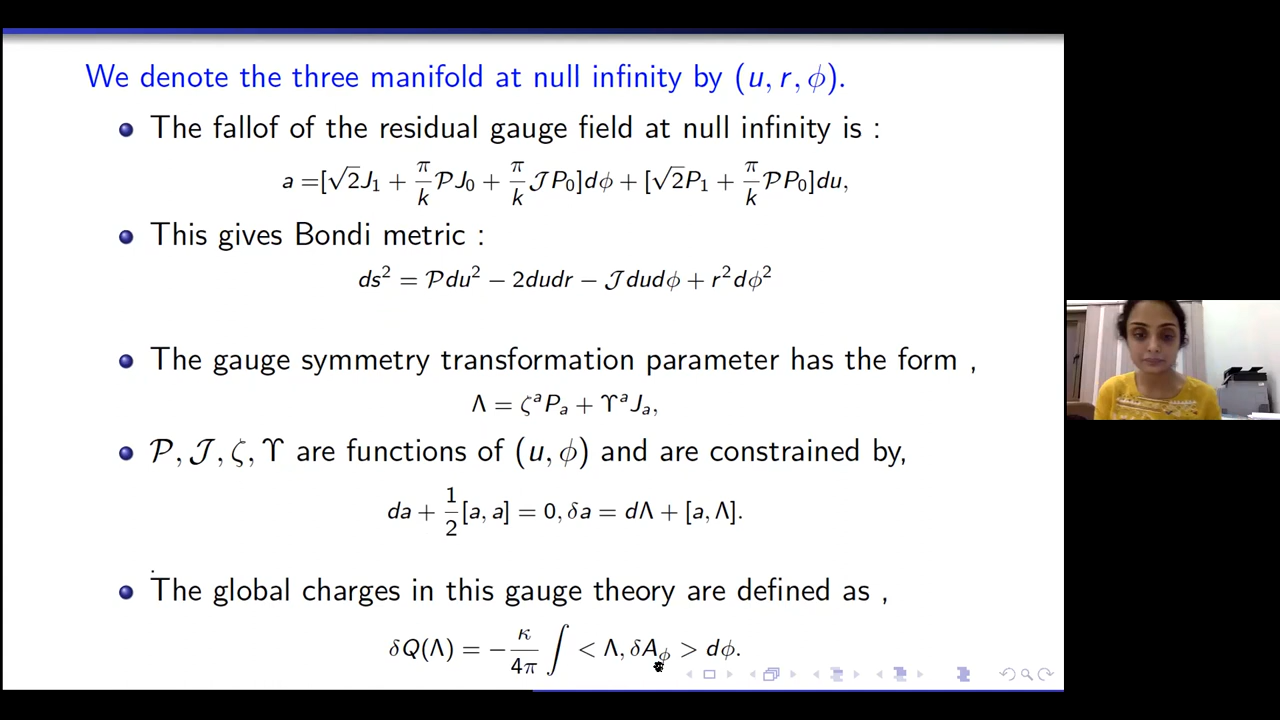 We denote the three manifold at null infinity by (u, r, ϕ).
The fallof of the residual gauge field at null infinity is :
a =[√2J₁ + π/k 𝒫J₀ + π/k 𝒥P₀]dϕ + [√2P₁ + π/k 𝒫P₀]du,
This gives Bondi metric :
ds² = 𝒫du² − 2dudr − 𝒥dudϕ + r²dϕ²
The gauge symmetry transformation parameter has the form ,
Λ = ζᵃPₐ + ϒᵃJₐ,
𝒫, 𝒥, ζ, ϒ are functions of (u, ϕ) and are constrained by,
da + 1/2 [a, a] = 0, δa = dΛ + [a, Λ].
The global charges in this gauge theory are defined as ,
δQ(Λ) = − κ/4π ∫ < Λ, δA_ϕ > dϕ.